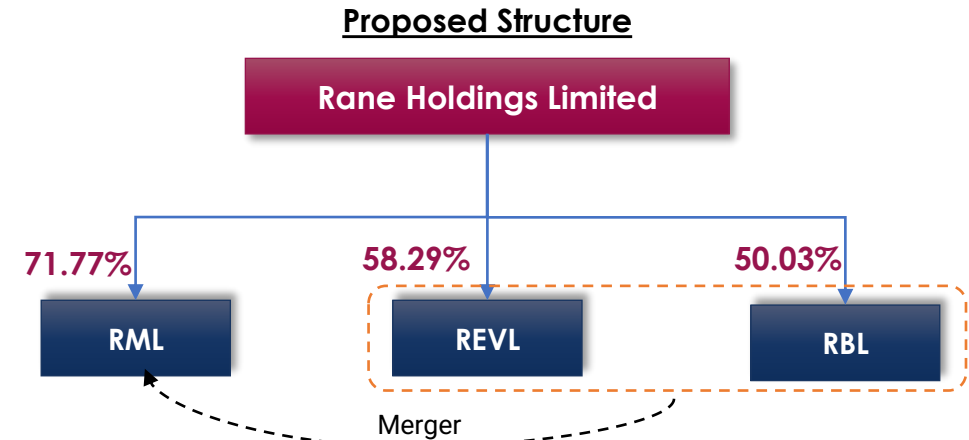 Proposed Structure
Rane Holdings Limited
71.77%
58.29%
50.03%
RML
REVL
RBL
Merger